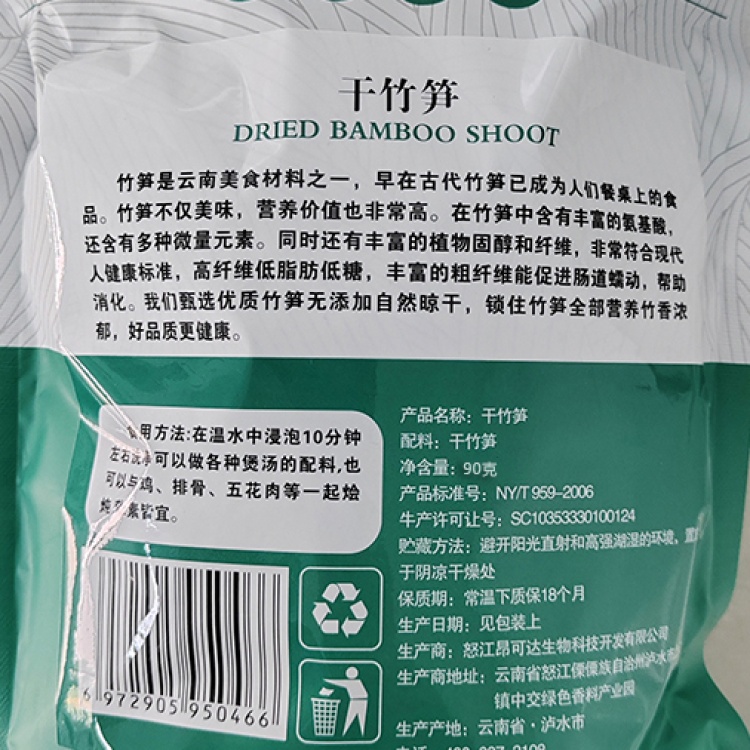 干竹笋
DRIED BAMBOO SHOOT
竹笋是云南美食材料之一，早在古代竹笋已成为人们餐桌上的食
品。竹笋不仅美味，营养价值也非常高。在竹笋中含有丰富的氨基酸，
还含有多种微量元素。同时还有丰富的植物固醇和纤维，非常符合现代
人健康标准，高纤维低脂肪低糖，丰富的粗纤维能促进肠道蠕动，帮助
消化。我们甄选优质竹笋无添加自然晾干，锁住竹笋全部营养竹香浓
郁，好品质更健康。
食用方法:在温水中浸泡10分钟
左右洗净可以做各种煲汤的配料,也
可以与鸡、排骨、五花肉等一起烩
炖 素皆宜。
产品名称：干竹笋
配料：干竹笋
净含量：90克
产品标准号：NY/T 959-2006
生产许可证号：SC10353330100124
贮藏方法：避开阳光直射和高强湖湿的环境，置
于阴凉干燥处
保质期：常温下质保18个月
生产日期：见包装上
生产商：怒江昂可达生物科技开发有限公司
生产商地址：云南省怒江傈僳族自治州泸水市
镇中交绿色香料产业园
生产产地：云南省·泸水市
6 972905 950466